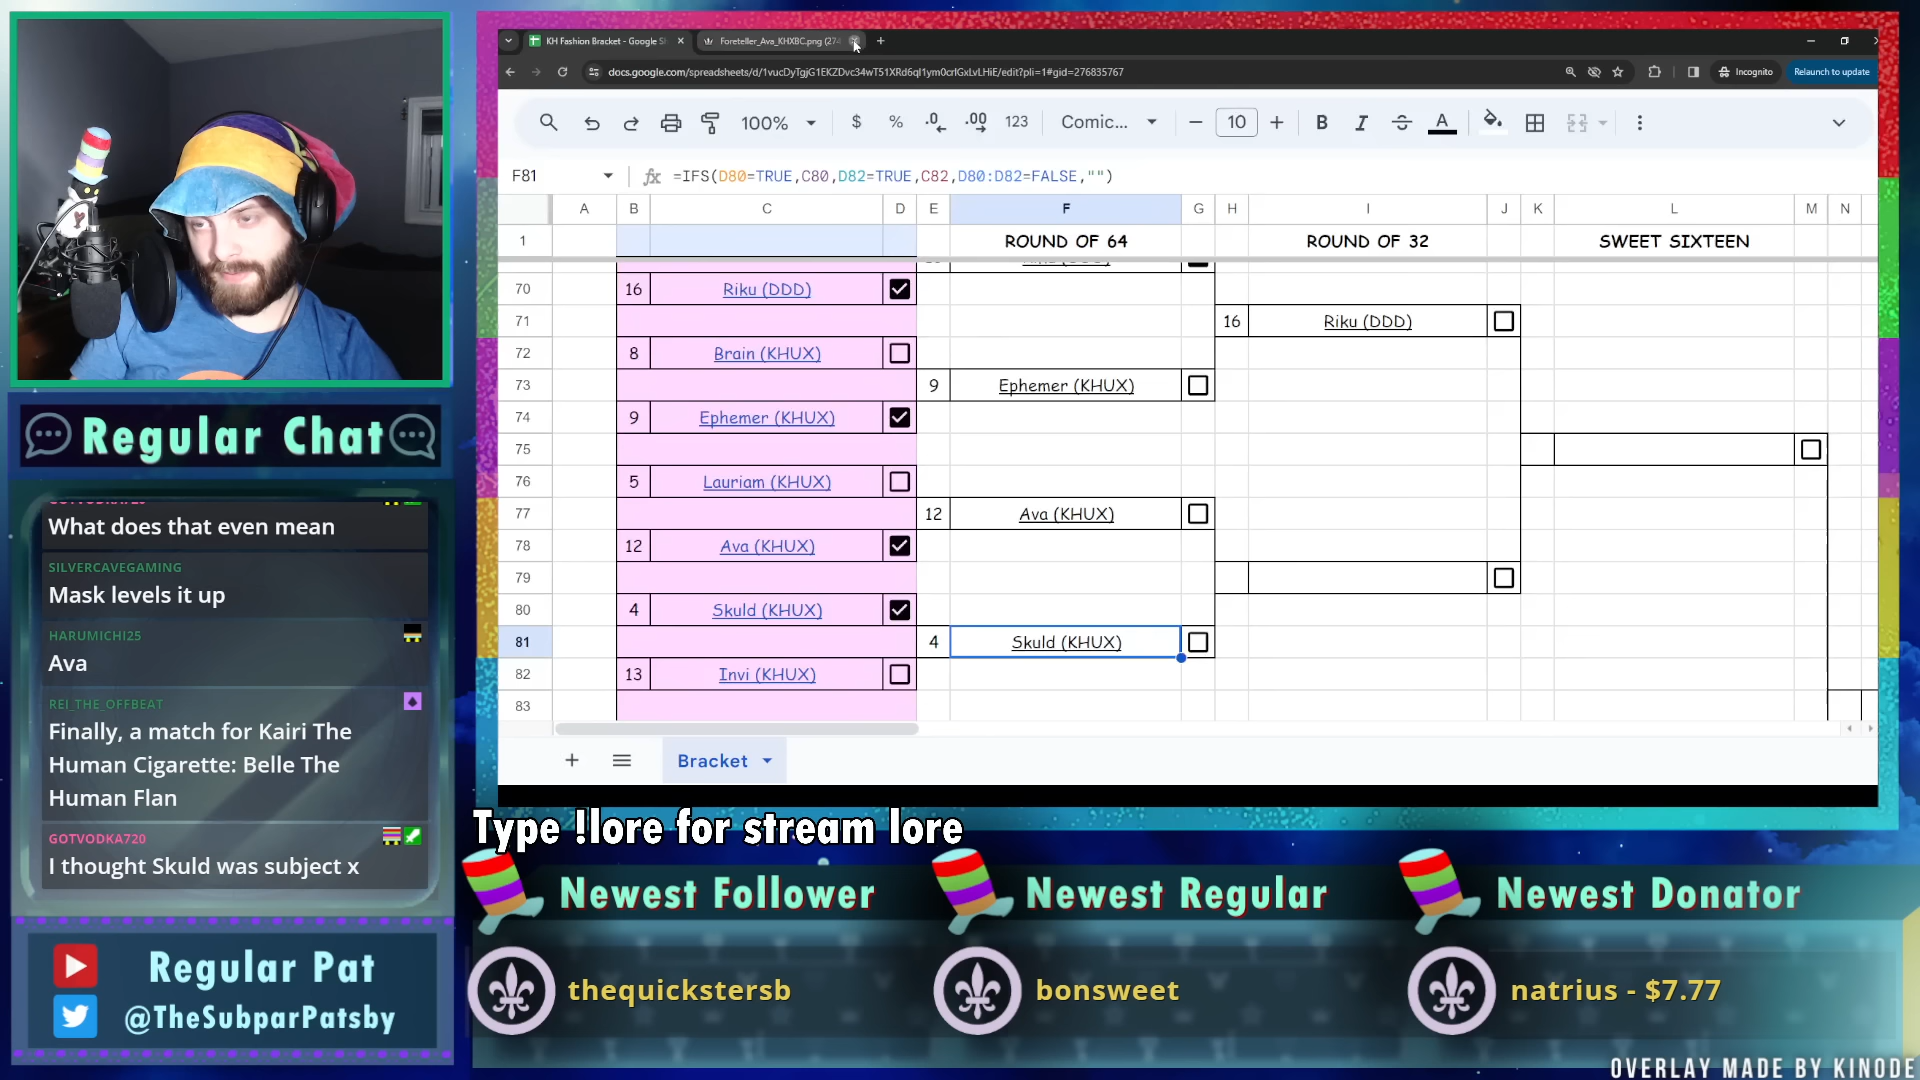 KH Fashion Bracket - Google Sh
Foreteller_Ava_KHXBC.png (274
docs.google.com/spreadsheets/d/1vucDyTgjG1EKZDvc34wT51XRd6qI1ym0crIGxLvLHiE/edit?pli=1#gid=276835767
Incognito
Relaunch to update
100%
$ % .0 .00 123
Comic...
10
B I A
F81
fx =IFS(D80=TRUE,C80,D82=TRUE,C82,D80:D82=FALSE,"")
A B C D E F G H I J K L M N
1 ROUND OF 64 ROUND OF 32 SWEET SIXTEEN
70 16 Riku (DDD)
71 16 Riku (DDD)
72 8 Brain (KHUX)
73 9 Ephemer (KHUX)
74 9 Ephemer (KHUX)
75
76 5 Lauriam (KHUX)
77 12 Ava (KHUX)
78 12 Ava (KHUX)
79
80 4 Skuld (KHUX)
81 4 Skuld (KHUX)
82 13 Invi (KHUX)
83
Bracket
Regular Chat
GOTVODKA720
What does that even mean
SILVERCAVEGAMING
Mask levels it up
HARUMICHI25
Ava
REI_THE_OFFBEAT
Finally, a match for Kairi The
Human Cigarette: Belle The
Human Flan
GOTVODKA720
I thought Skuld was subject x
Regular Pat
@TheSubparPatsby
Type !lore for stream lore
Newest Follower
thequickstersb
Newest Regular
bonsweet
Newest Donator
natrius - $7.77
OVERLAY MADE BY KINODE